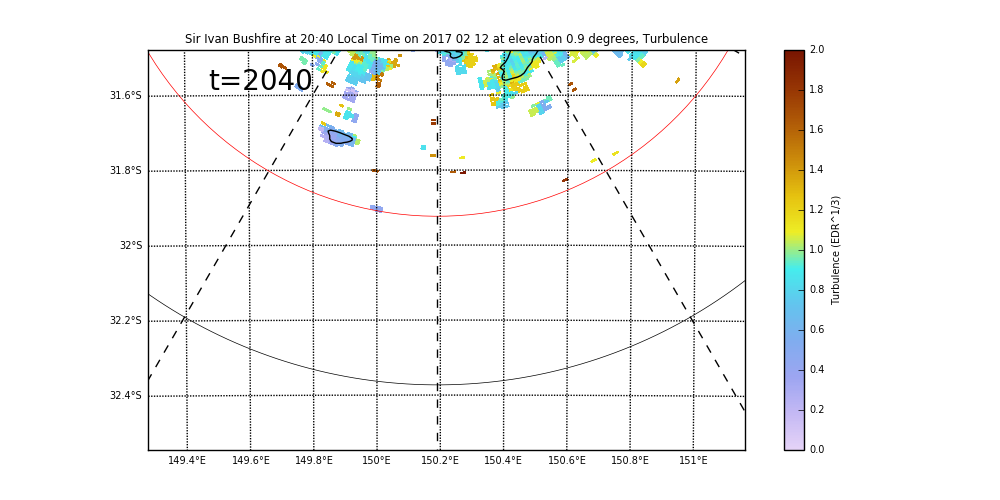 Sir Ivan Bushfire at 20:40 Local Time on 2017 02 12 at elevation 0.9 degrees, Turbulence
t=2040
31.6°S
31.8°S
32°S
32.2°S
32.4°S
149.4°E 149.6°E 149.8°E 150°E 150.2°E 150.4°E 150.6°E 150.8°E 151°E
2.0
1.8
1.6
1.4
1.2
1.0
0.8
0.6
0.4
0.2
0.0
Turbulence (EDR^1/3)